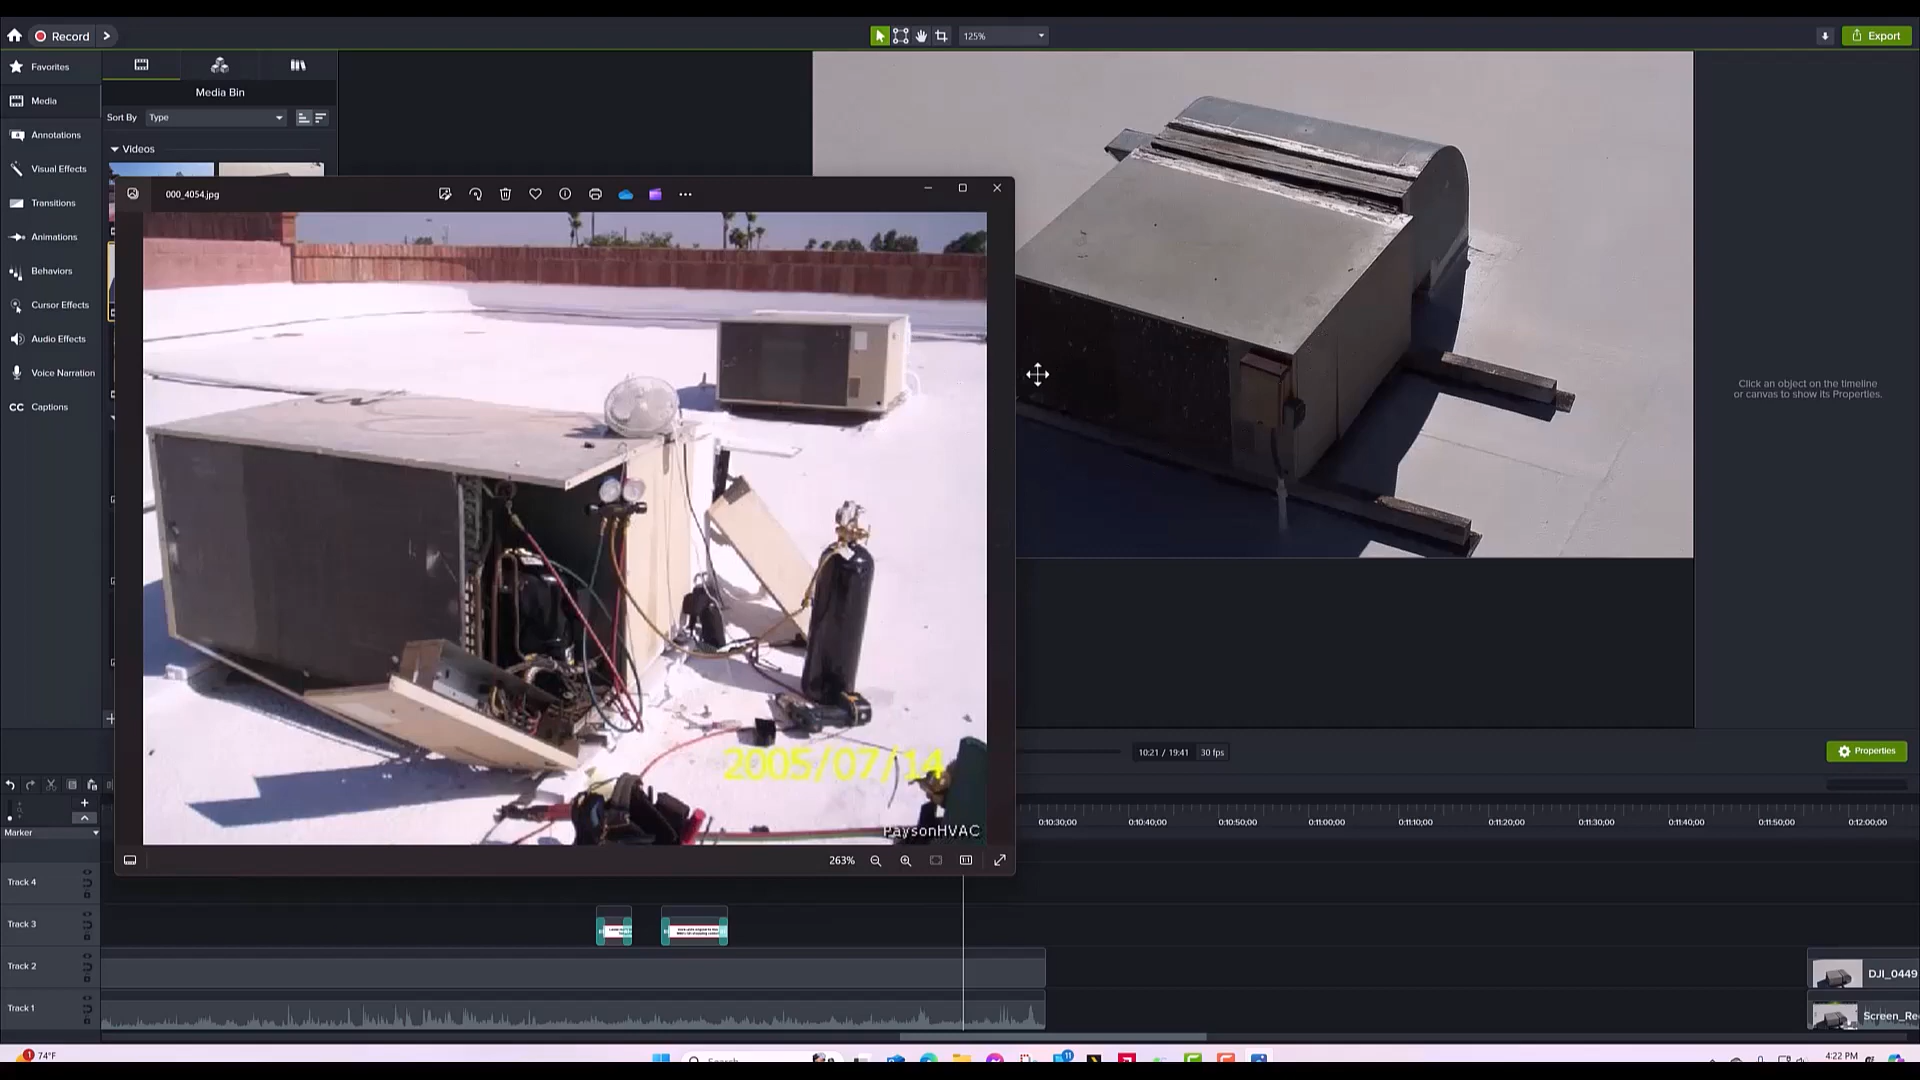 Record
125%
Export
Favorites
Media
Annotations
Visual Effects
Transitions
Animations
Behaviors
Cursor Effects
Audio Effects
Voice Narration
CC Captions
Media Bin
Sort By Type
Videos
000_4054.jpg
2005/07/14
PaysonHVAC
263%
Click an object on the timeline
or canvas to show its Properties.
10:21 / 19:41 30 fps
Properties
Marker
0:10:30;00 0:10:40;00 0:10:50;00 0:11:00;00 0:11:10;00 0:11:20;00 0:11:30;00 0:11:40;00 0:11:50;00 0:12:00;00
Track 4
Track 3
Track 2
DJI_0449
Track 1
Screen_Re
1
74°F
Search
11
4:22 PM